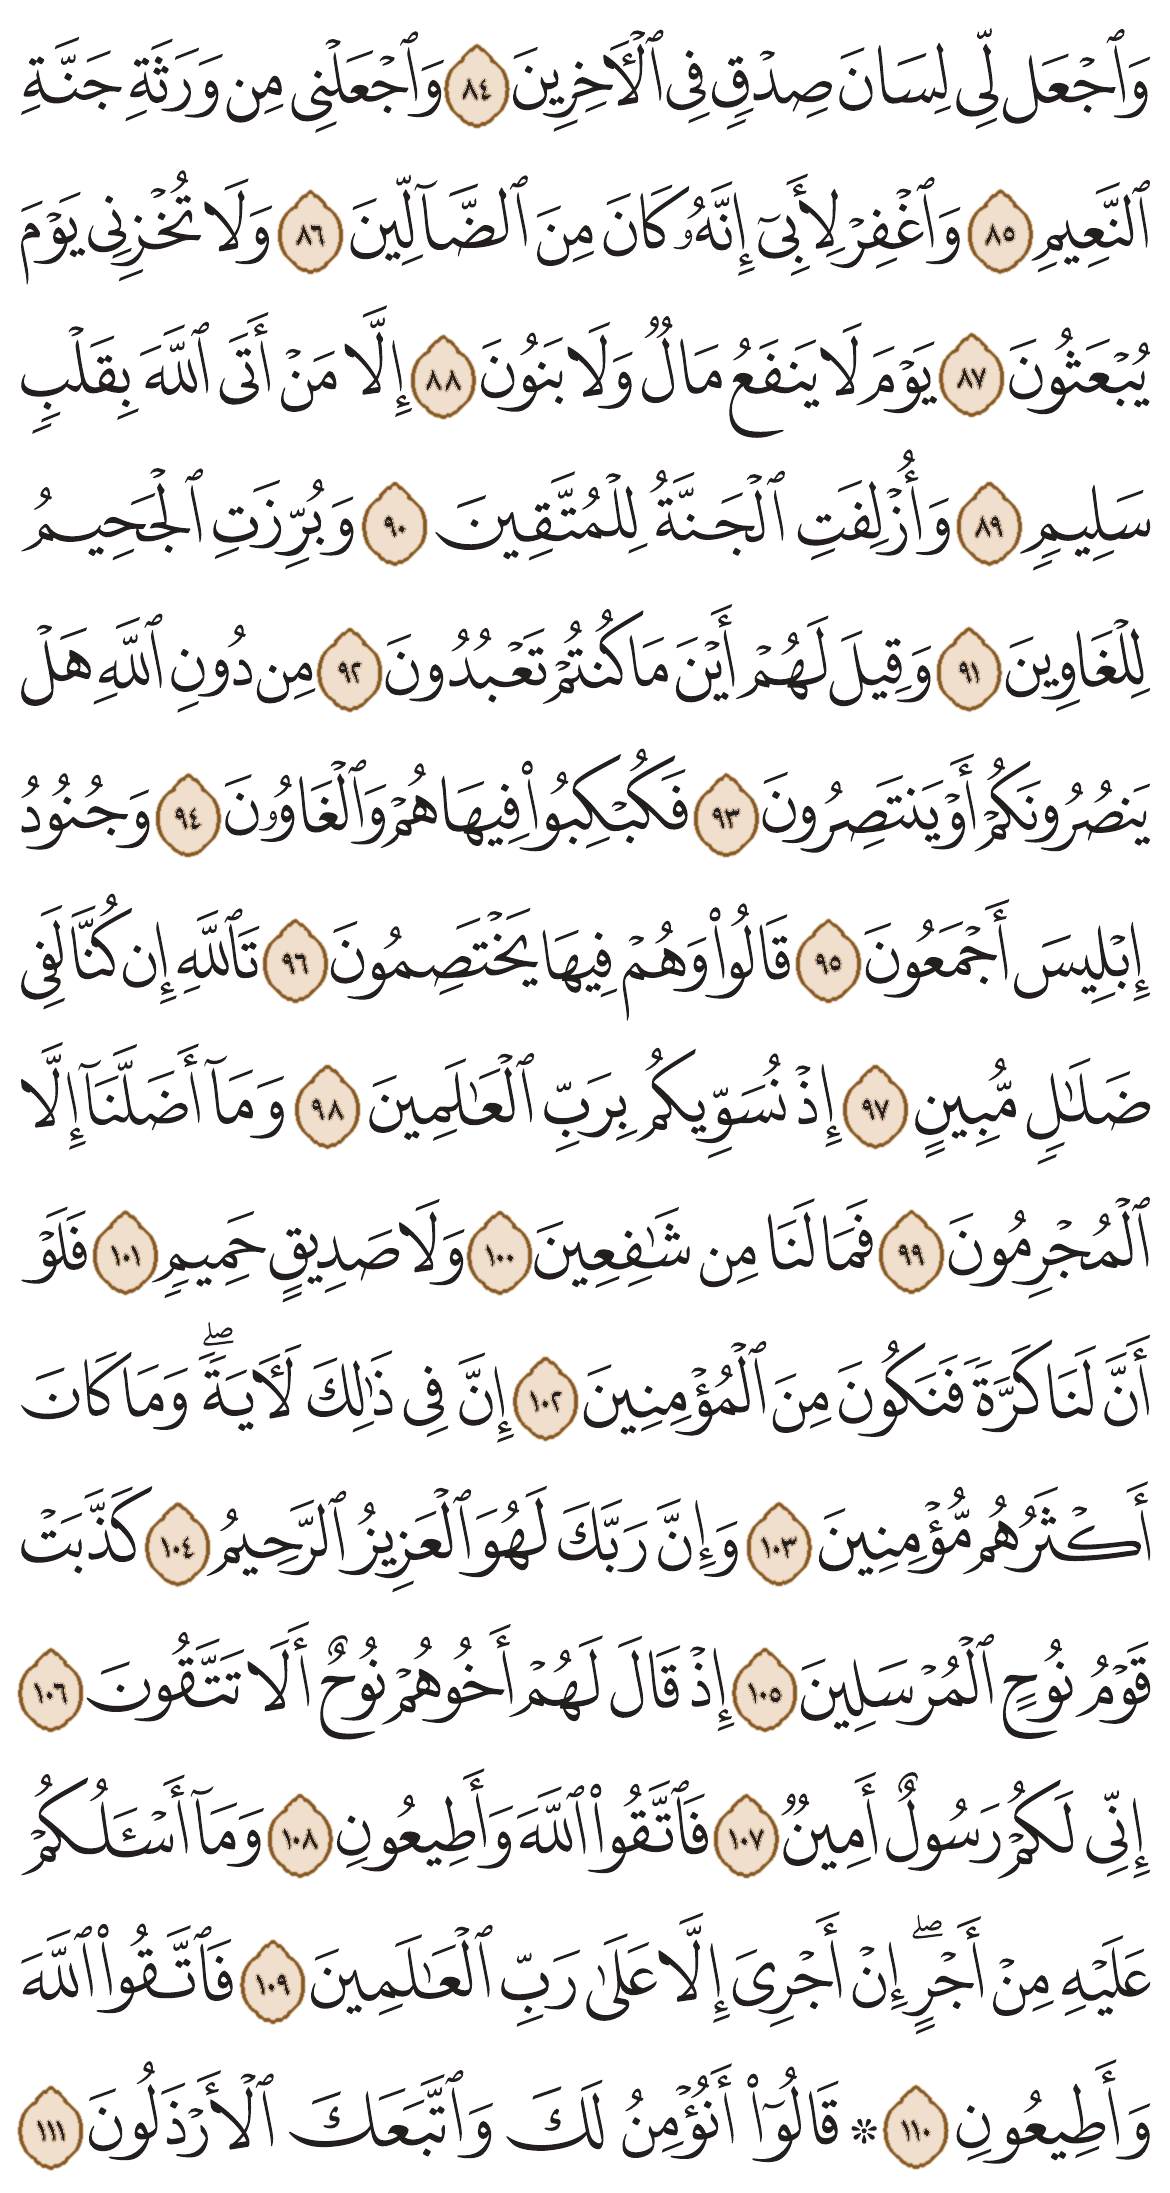 وَٱجۡعَل لِّي لِسَانَ صِدۡقٖ فِي ٱلۡأٓخِرِينَ ٨٤ وَٱجۡعَلۡنِي مِن وَرَثَةِ جَنَّةِ
ٱلنَّعِيمِ ٨٥ وَٱغۡفِرۡ لِأَبِيٓ إِنَّهُۥ كَانَ مِنَ ٱلضَّآلِّينَ ٨٦ وَلَا تُخۡزِنِي يَوۡمَ
يُبۡعَثُونَ ٨٧ يَوۡمَ لَا يَنفَعُ مَالٞ وَلَا بَنُونَ ٨٨ إِلَّا مَنۡ أَتَى ٱللَّهَ بِقَلۡبٖ
سَلِيمٖ ٨٩ وَأُزۡلِفَتِ ٱلۡجَنَّةُ لِلۡمُتَّقِينَ ٩٠ وَبُرِّزَتِ ٱلۡجَحِيمُ
لِلۡغَاوِينَ ٩١ وَقِيلَ لَهُمۡ أَيۡنَ مَا كُنتُمۡ تَعۡبُدُونَ ٩٢ مِن دُونِ ٱللَّهِ هَلۡ
يَنصُرُونَكُمۡ أَوۡ يَنتَصِرُونَ ٩٣ فَكُبۡكِبُواْ فِيهَا هُمۡ وَٱلۡغَاوُۥنَ ٩٤ وَجُنُودُ
إِبۡلِيسَ أَجۡمَعُونَ ٩٥ قَالُواْ وَهُمۡ فِيهَا يَخۡتَصِمُونَ ٩٦ تَٱللَّهِ إِن كُنَّا لَفِي
ضَلَٰلٖ مُّبِينٍ ٩٧ إِذۡ نُسَوِّيكُم بِرَبِّ ٱلۡعَٰلَمِينَ ٩٨ وَمَآ أَضَلَّنَآ إِلَّا
ٱلۡمُجۡرِمُونَ ٩٩ فَمَا لَنَا مِن شَٰفِعِينَ ١٠٠ وَلَا صَدِيقٍ حَمِيمٖ ١٠١ فَلَوۡ
أَنَّ لَنَا كَرَّةٗ فَنَكُونَ مِنَ ٱلۡمُؤۡمِنِينَ ١٠٢ إِنَّ فِي ذَٰلِكَ لَأٓيَةٗۖ وَمَا كَانَ
أَكۡثَرُهُم مُّؤۡمِنِينَ ١٠٣ وَإِنَّ رَبَّكَ لَهُوَ ٱلۡعَزِيزُ ٱلرَّحِيمُ ١٠٤ كَذَّبَتۡ
قَوۡمُ نُوحٍ ٱلۡمُرۡسَلِينَ ١٠٥ إِذۡ قَالَ لَهُمۡ أَخُوهُمۡ نُوحٌ أَلَا تَتَّقُونَ ١٠٦
إِنِّي لَكُمۡ رَسُولٌ أَمِينٞ ١٠٧ فَٱتَّقُواْ ٱللَّهَ وَأَطِيعُونِ ١٠٨ وَمَآ أَسۡـَٔلُكُمۡ
عَلَيۡهِ مِنۡ أَجۡرٍۖ إِنۡ أَجۡرِيَ إِلَّا عَلَىٰ رَبِّ ٱلۡعَٰلَمِينَ ١٠٩ فَٱتَّقُواْ ٱللَّهَ
وَأَطِيعُونِ ١١٠ ۞ قَالُوٓاْ أَنُؤۡمِنُ لَكَ وَٱتَّبَعَكَ ٱلۡأَرۡذَلُونَ ١١١